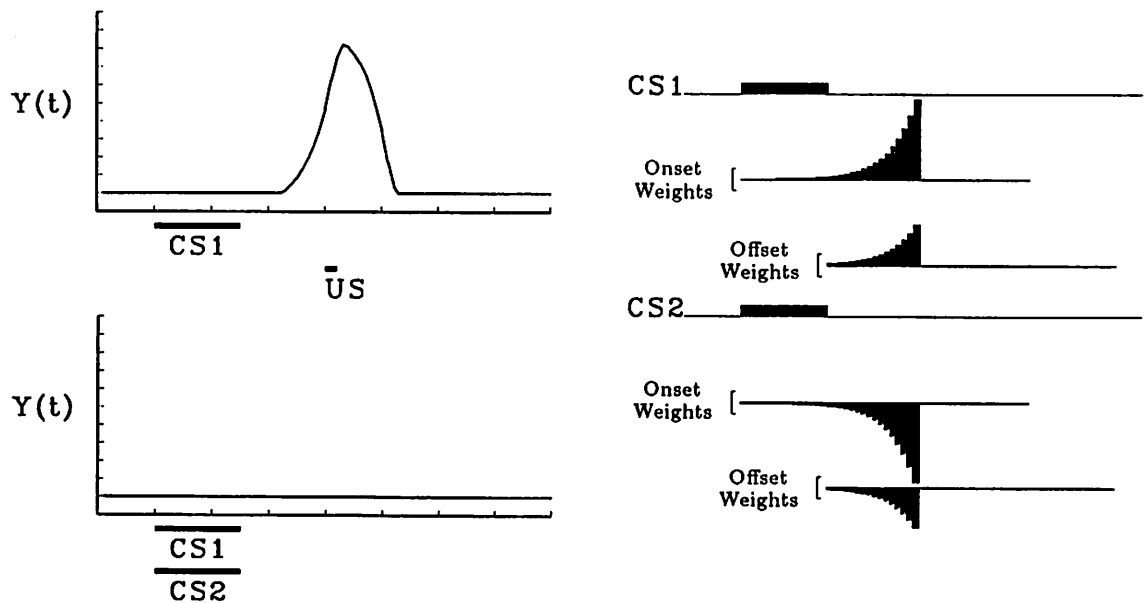 Y(t)
CS1
US
Y(t)
CS1
CS2
CS1
Onset
Weights
Offset
Weights
CS2
Onset
Weights
Offset
Weights